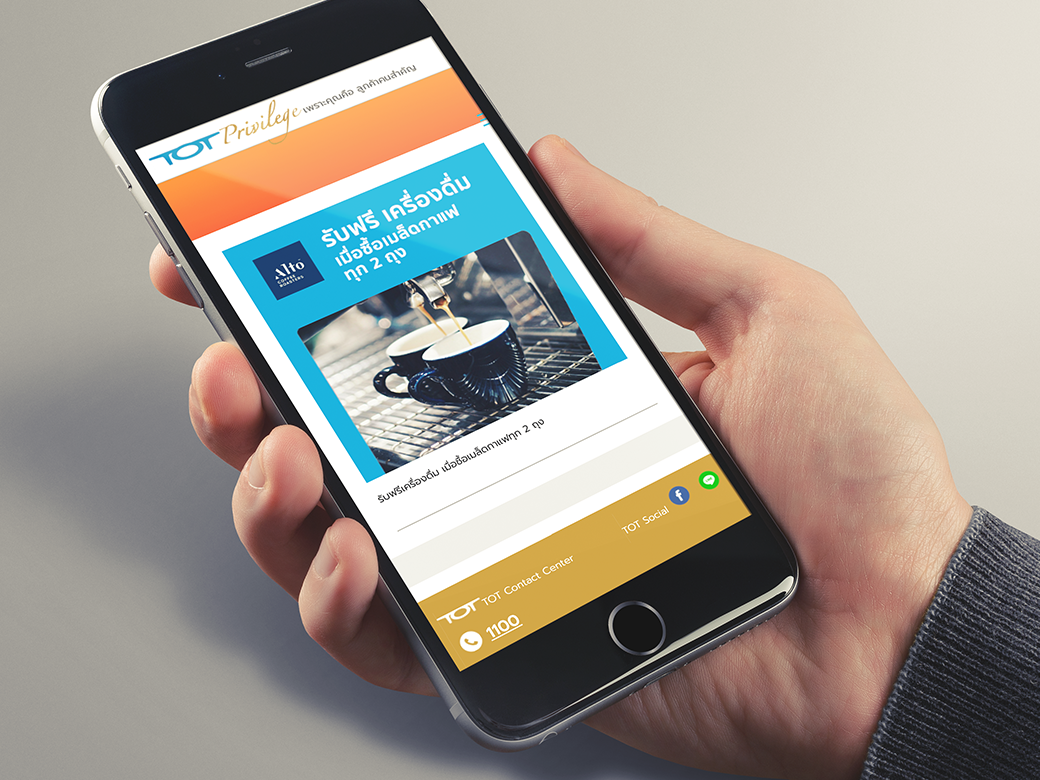 TOT Privilege เพราะคุณคือ ลูกค้าคนสำคัญ
Alto
COFFEE
ROASTERS
รับฟรี เครื่องดื่ม
เมื่อซื้อเมล็ดกาแฟ
ทุก 2 ถุง
รับฟรีเครื่องดื่ม เมื่อซื้อเมล็ดกาแฟทุก 2 ถุง
TOT TOT Contact Center
1100
TOT Social
f
LINE